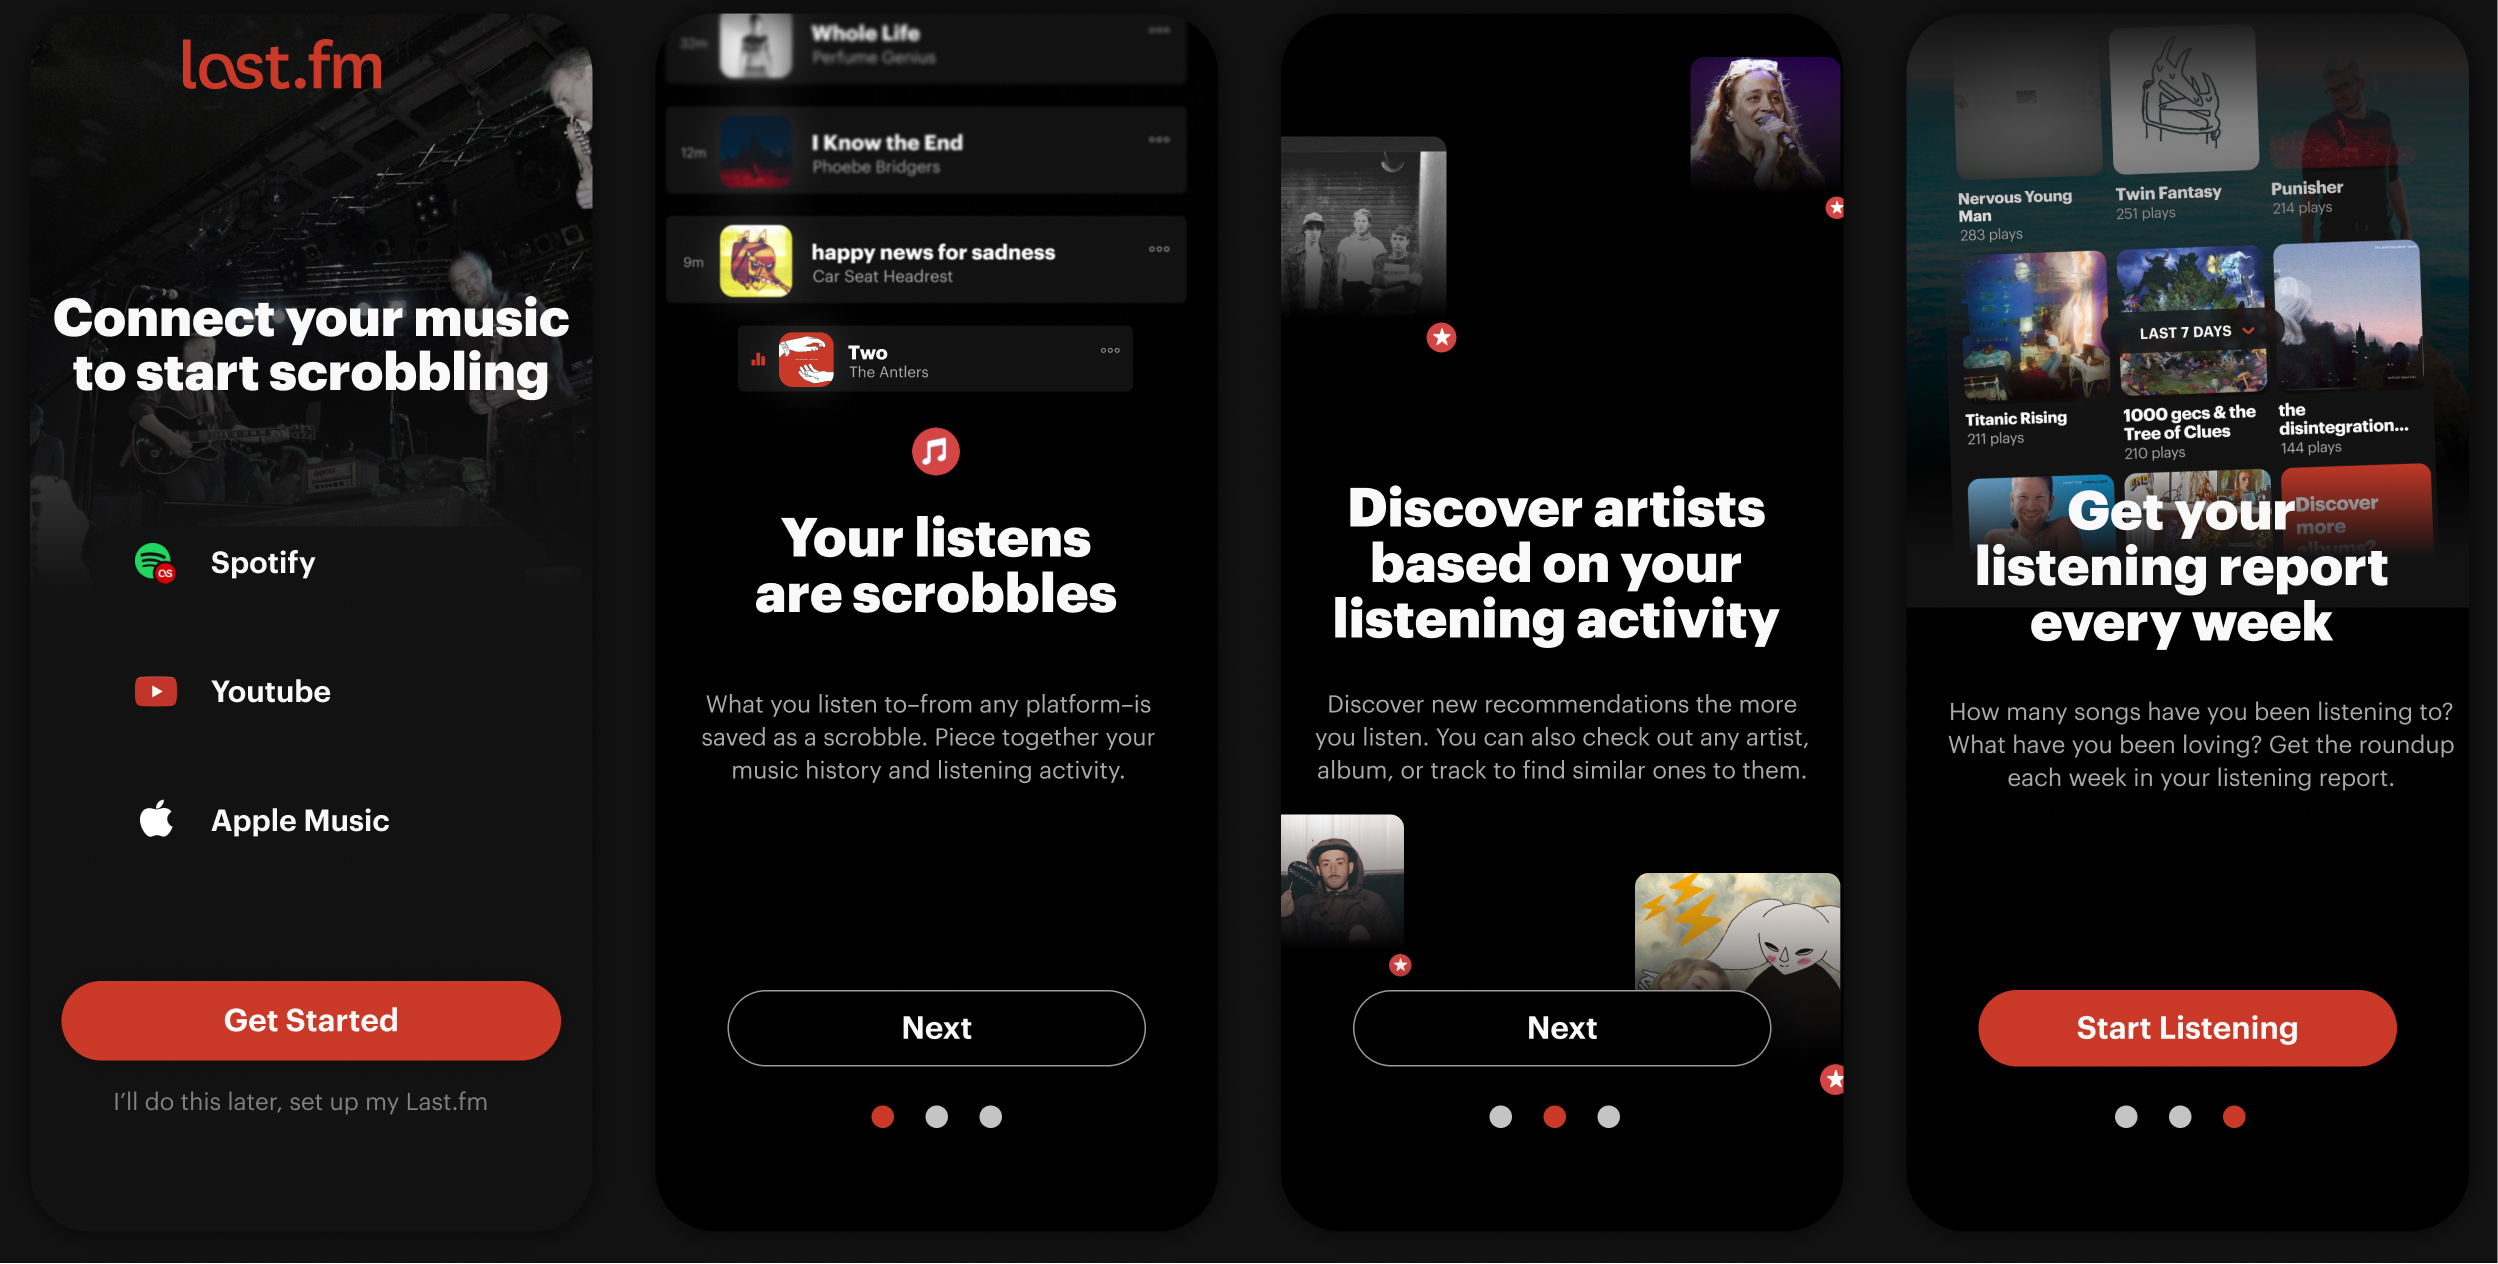 last.fm
Connect your music
to start scrobbling
Spotify
Youtube
Apple Music
Get Started
I'll do this later, set up my Last.fm
32m
Whole Life
Perfume Genius
12m
I Know the End
Phoebe Bridgers
9m
happy news for sadness
Car Seat Headrest
Two
The Antlers
Your listens
are scrobbles
What you listen to–from any platform–is
saved as a scrobble. Piece together your
music history and listening activity.
Next
Discover artists
based on your
listening activity
Discover new recommendations the more
you listen. You can also check out any artist,
album, or track to find similar ones to them.
Next
Nervous Young
Man
283 plays
Twin Fantasy
251 plays
Punisher
214 plays
LAST 7 DAYS
Titanic Rising
211 plays
1000 gecs & the
Tree of Clues
210 plays
the
disintegration...
144 plays
Discover
more
albums?
Get your
listening report
every week
How many songs have you been listening to?
What have you been loving? Get the roundup
each week in your listening report.
Start Listening